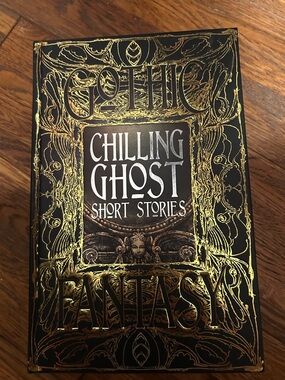 GOTHIC
CHILLING
GHOST
SHORT STORIES
FANTASY